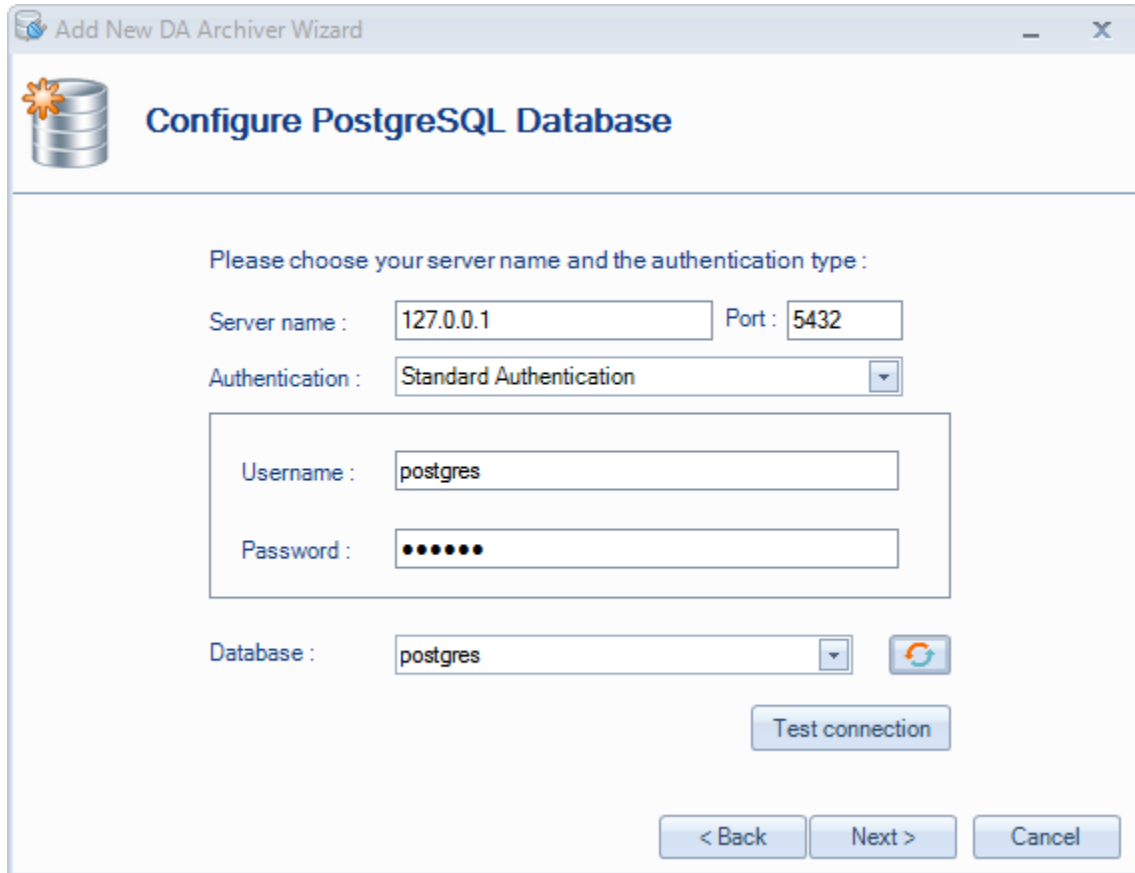 Add New DA Archiver Wizard
Configure PostgreSQL Database
Please choose your server name and the authentication type :
Server name : 127.0.0.1 Port : 5432
Authentication : Standard Authentication
Username : postgres
Password : ●●●●●●
Database : postgres
Test connection
< Back Next > Cancel